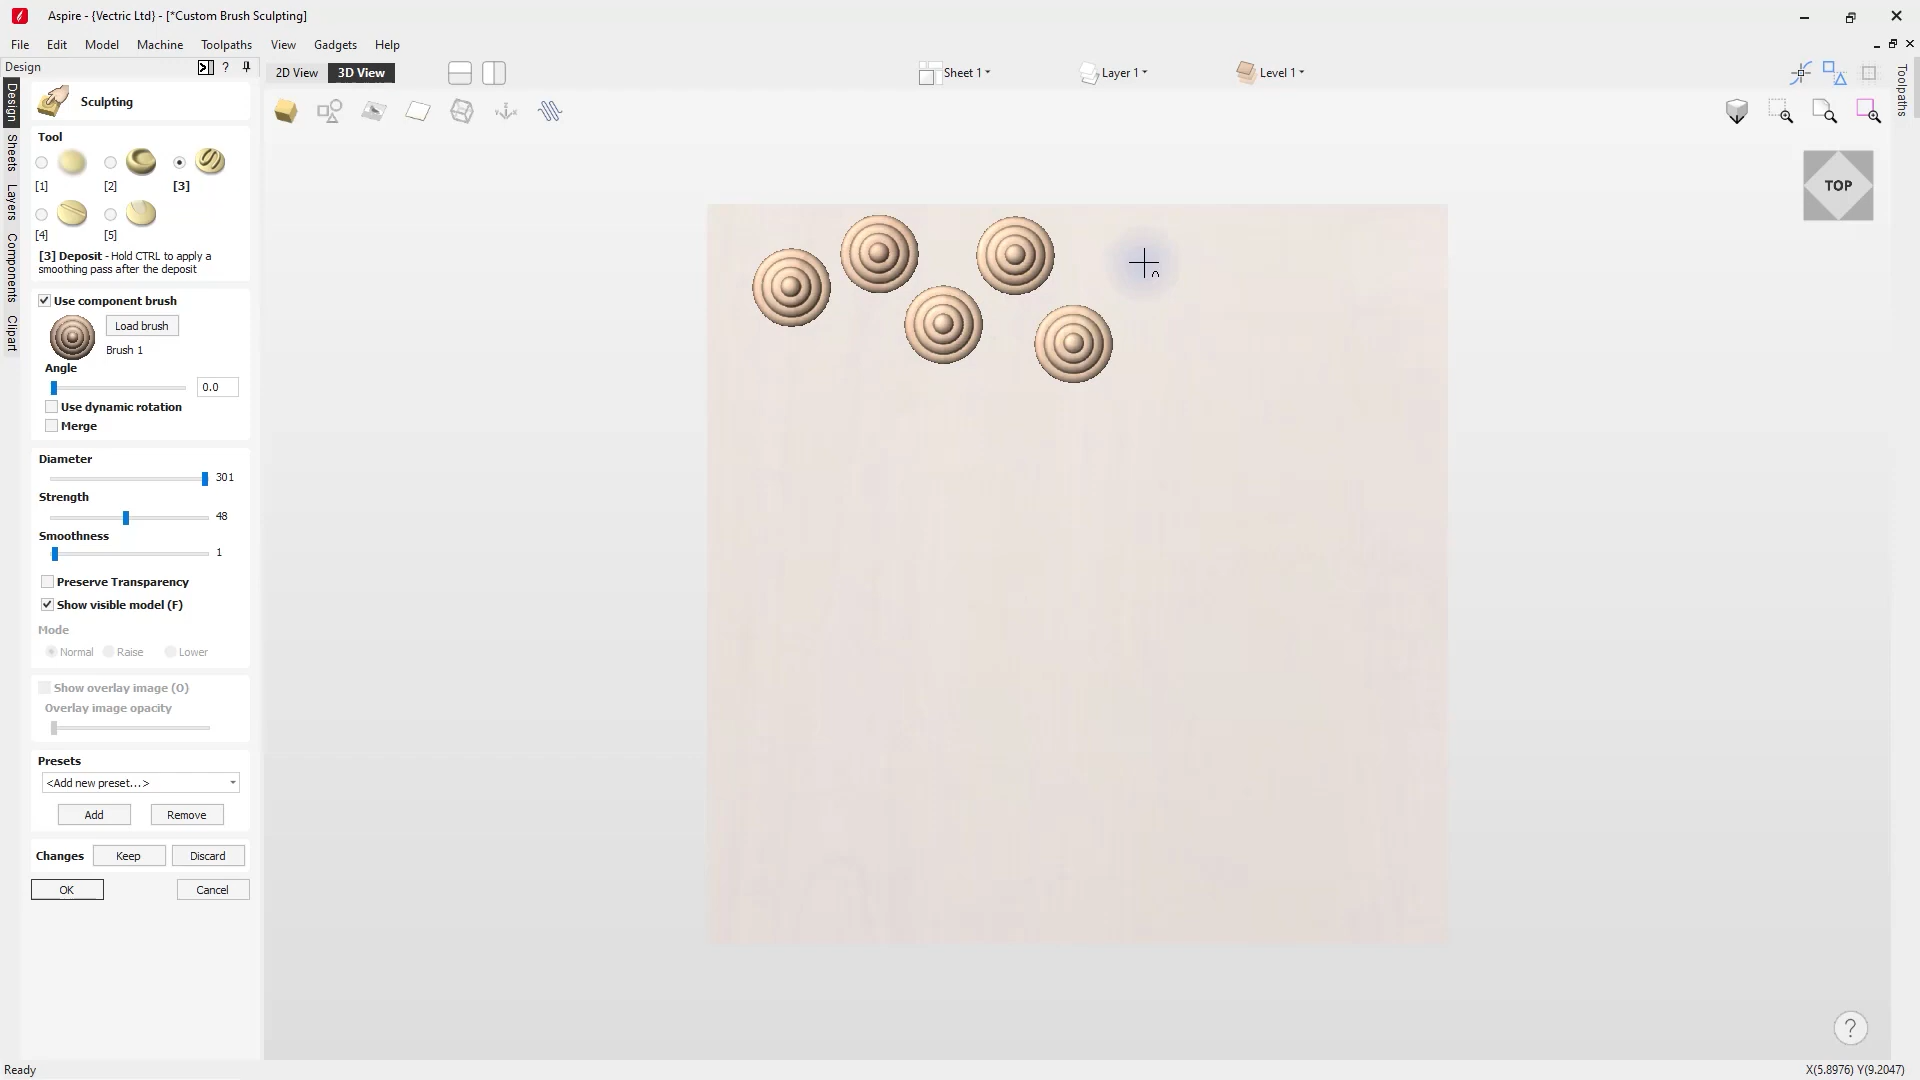 Aspire - {Vectric Ltd} - [*Custom Brush Sculpting]
File Edit Model Machine Toolpaths View Gadgets Help
Design ?
2D View 3D View Sheet 1 Layer 1 Level 1
Design
Sheets
Layers
Components
Clipart
Toolpaths
Sculpting
Tool
[1] [2] [3]
[4] [5]
[3] Deposit - Hold CTRL to apply a
smoothing pass after the deposit
Use component brush
Load brush
Brush 1
Angle
0.0
Use dynamic rotation
Merge
Diameter
301
Strength
48
Smoothness
1
Preserve Transparency
Show visible model (F)
Mode
Normal Raise Lower
Show overlay image (O)
Overlay image opacity
Presets
<Add new preset...>
Add Remove
Changes Keep Discard
OK Cancel
TOP
?
Ready X(5.8976) Y(9.2047)